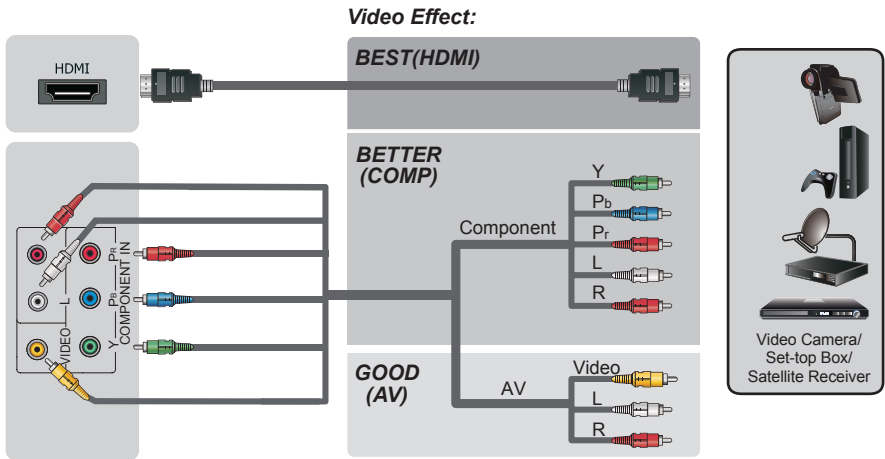 Video Effect:
HDMI
BEST(HDMI)
BETTER
(COMP)
Component
Y
Pb
Pr
L
R
GOOD
(AV)
AV
Video
L
R
L
VIDEO
PR
PB
Y
COMPONENT IN
Video Camera/
Set-top Box/
Satellite Receiver